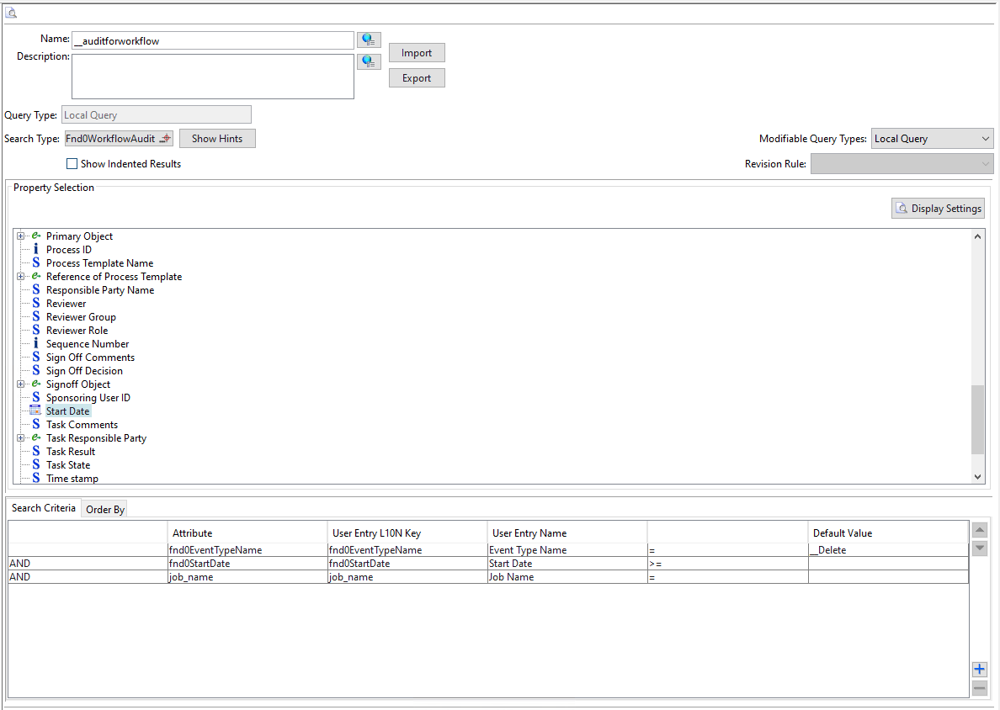 Name: __auditforworkflow
Description:
Import
Export
Query Type: Local Query
Search Type: Fnd0WorkflowAudit Show Hints Modifiable Query Types: Local Query
Show Indented Results Revision Rule:
Property Selection
Display Settings
Primary Object
Process ID
Process Template Name
Reference of Process Template
Responsible Party Name
Reviewer
Reviewer Group
Reviewer Role
Sequence Number
Sign Off Comments
Sign Off Decision
Signoff Object
Sponsoring User ID
Start Date
Task Comments
Task Responsible Party
Task Result
Task State
Time stamp
Search Criteria Order By
Attribute User Entry L10N Key User Entry Name Default Value
fnd0EventTypeName fnd0EventTypeName Event Type Name = __Delete
AND fnd0StartDate fnd0StartDate Start Date >=
AND job_name job_name Job Name =